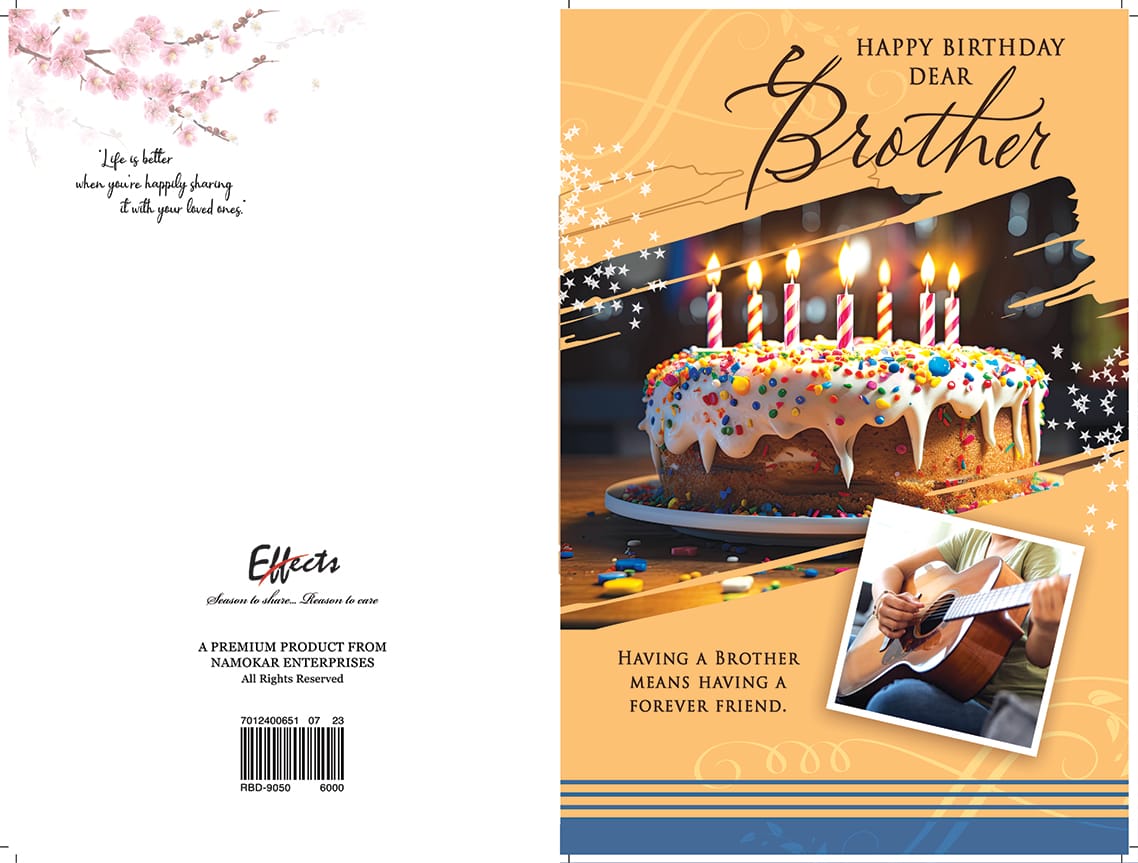 "Life is better
when you're happily sharing
it with your loved ones."
Effects
Season to share... Reason to care
A PREMIUM PRODUCT FROM
NAMOKAR ENTERPRISES
All Rights Reserved
7012400651 07 23
RBD-9050 6000
HAPPY BIRTHDAY
DEAR
Brother
HAVING A BROTHER
MEANS HAVING A
FOREVER FRIEND.